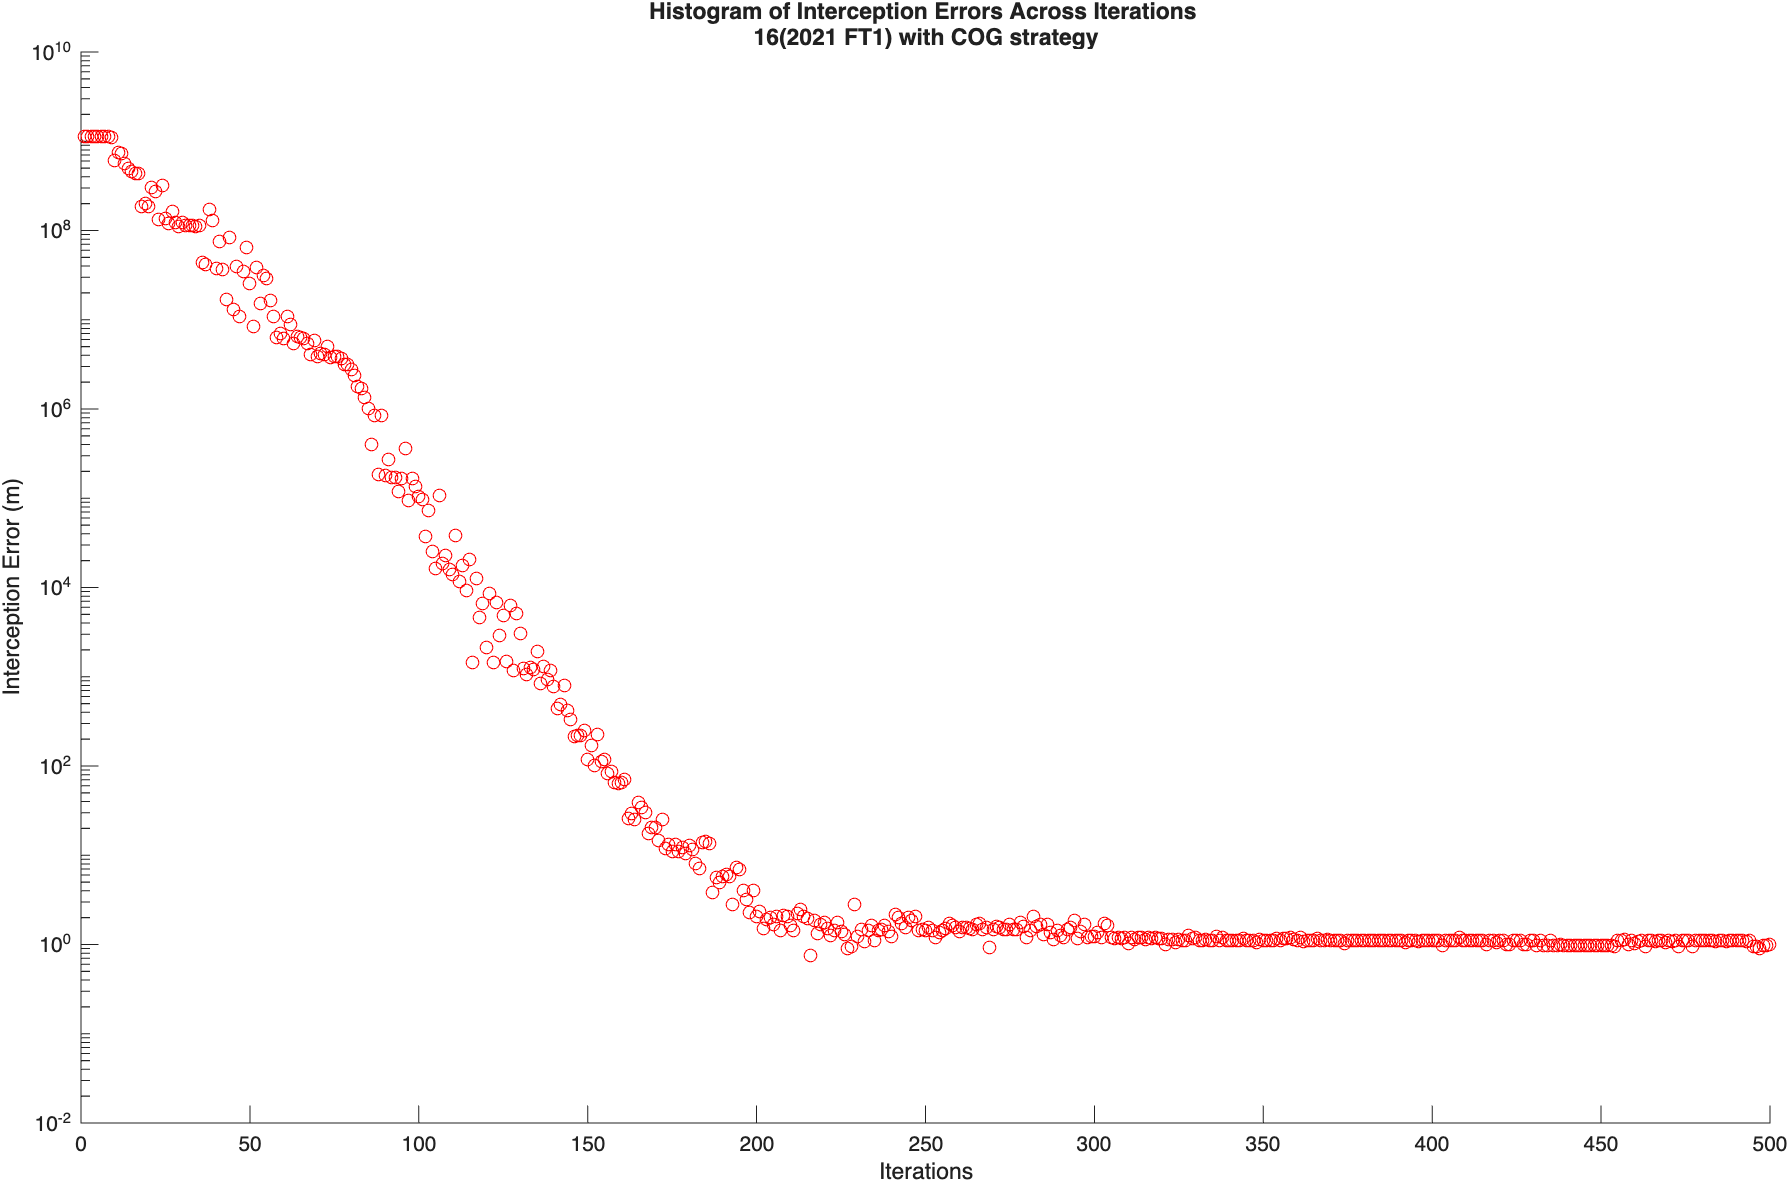 Histogram of Interception Errors Across Iterations
16(2021 FT1) with COG strategy
10^10
10^8
10^6
10^4
10^2
10^0
10^-2
Interception Error (m)
0 50 100 150 200 250 300 350 400 450 500
Iterations